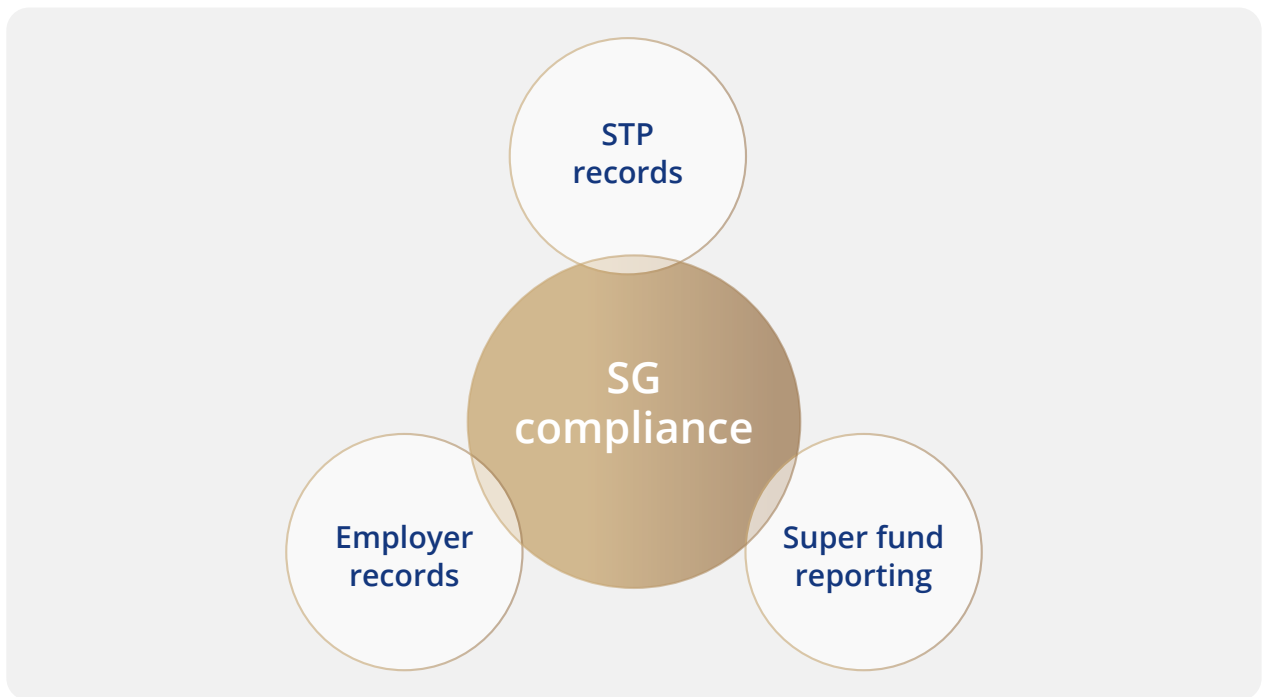 STP
records
SG
compliance
Employer
records
Super fund
reporting